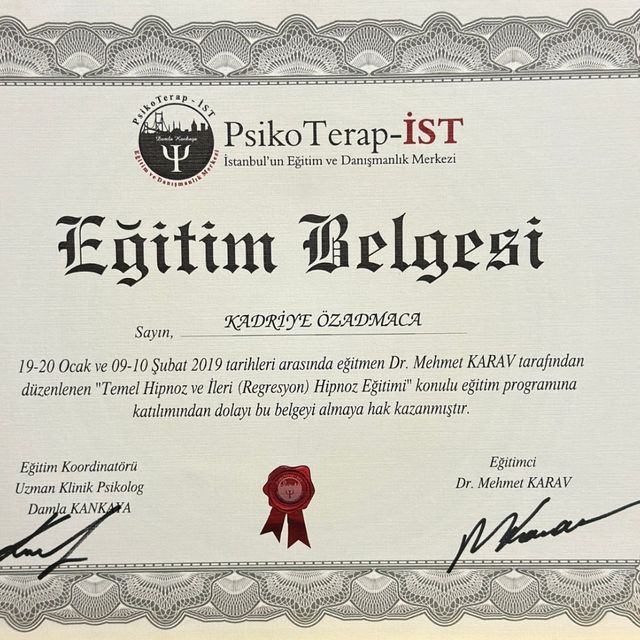 PsikoTerap - İST
Damla Kankaya
Eğitim ve Danışmanlık Merkezi
PsikoTerap-İST
İstanbul'un Eğitim ve Danışmanlık Merkezi
Eğitim Belgesi
Sayın, KADRİYE ÖZADMACA
19-20 Ocak ve 09-10 Şubat 2019 tarihleri arasında eğitmen Dr. Mehmet KARAV tarafından
düzenlenen "Temel Hipnoz ve İleri (Regresyon) Hipnoz Eğitimi" konulu eğitim programına
katılımından dolayı bu belgeyi almaya hak kazanmıştır.
Eğitim Koordinatörü
Uzman Klinik Psikolog
Damla KANKAYA
Eğitimci
Dr. Mehmet KARAV